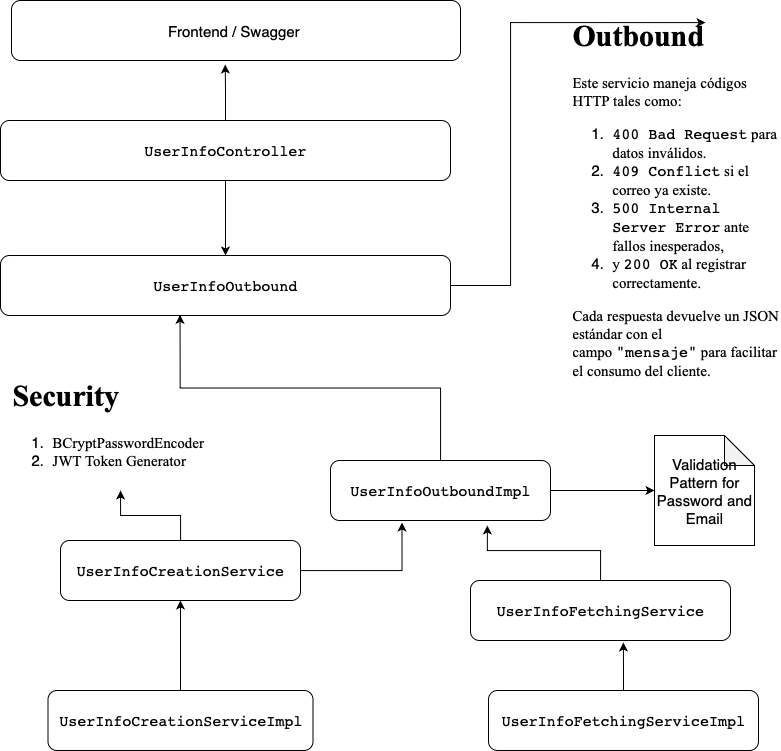 Frontend / Swagger
UserInfoController
UserInfoOutbound
Outbound
Este servicio maneja códigos
HTTP tales como:
1. 400 Bad Request para
datos inválidos.
2. 409 Conflict si el
correo ya existe.
3. 500 Internal
Server Error ante
fallos inesperados,
4. y 200 OK al registrar
correctamente.
Cada respuesta devuelve un JSON
estándar con el
campo "mensaje" para facilitar
el consumo del cliente.
Security
1. BCryptPasswordEncoder
2. JWT Token Generator
UserInfoOutboundImpl
Validation
Pattern for
Password and
Email
UserInfoCreationService
UserInfoFetchingService
UserInfoCreationServiceImpl
UserInfoFetchingServiceImpl